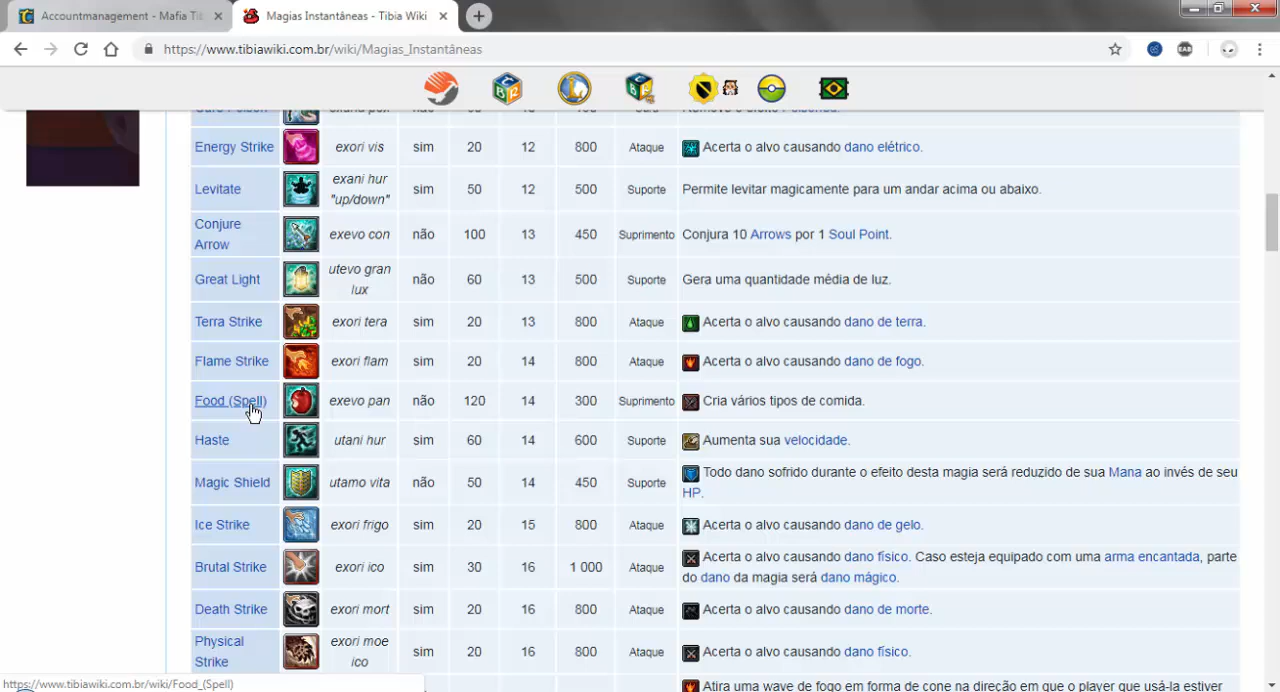 Accountmanagement - Mafia Tib
Magias Instantâneas - Tibia Wiki
https://www.tibiawiki.com.br/wiki/Magias_Instantâneas
EAB
Energy Strike exori vis sim 20 12 800 Ataque Acerta o alvo causando dano elétrico.
Levitate exani hur "up/down" sim 50 12 500 Suporte Permite levitar magicamente para um andar acima ou abaixo.
Conjure Arrow exevo con não 100 13 450 Suprimento Conjura 10 Arrows por 1 Soul Point.
Great Light utevo gran lux não 60 13 500 Suporte Gera uma quantidade média de luz.
Terra Strike exori tera sim 20 13 800 Ataque Acerta o alvo causando dano de terra.
Flame Strike exori flam sim 20 14 800 Ataque Acerta o alvo causando dano de fogo.
Food (Spell) exevo pan não 120 14 300 Suprimento Cria vários tipos de comida.
Haste utani hur sim 60 14 600 Suporte Aumenta sua velocidade.
Magic Shield utamo vita não 50 14 450 Suporte Todo dano sofrido durante o efeito desta magia será reduzido de sua Mana ao invés de seu
HP.
Ice Strike exori frigo sim 20 15 800 Ataque Acerta o alvo causando dano de gelo.
Brutal Strike exori ico sim 30 16 1 000 Ataque Acerta o alvo causando dano físico. Caso esteja equipado com uma arma encantada, parte
do dano da magia será dano mágico.
Death Strike exori mort sim 20 16 800 Ataque Acerta o alvo causando dano de morte.
Physical Strike exori moe ico sim 20 16 800 Ataque Acerta o alvo causando dano físico.
Atira uma wave de fogo em forma de cone na direção em que o player que usá-la estiver
https://www.tibiawiki.com.br/wiki/Food_(Spell)